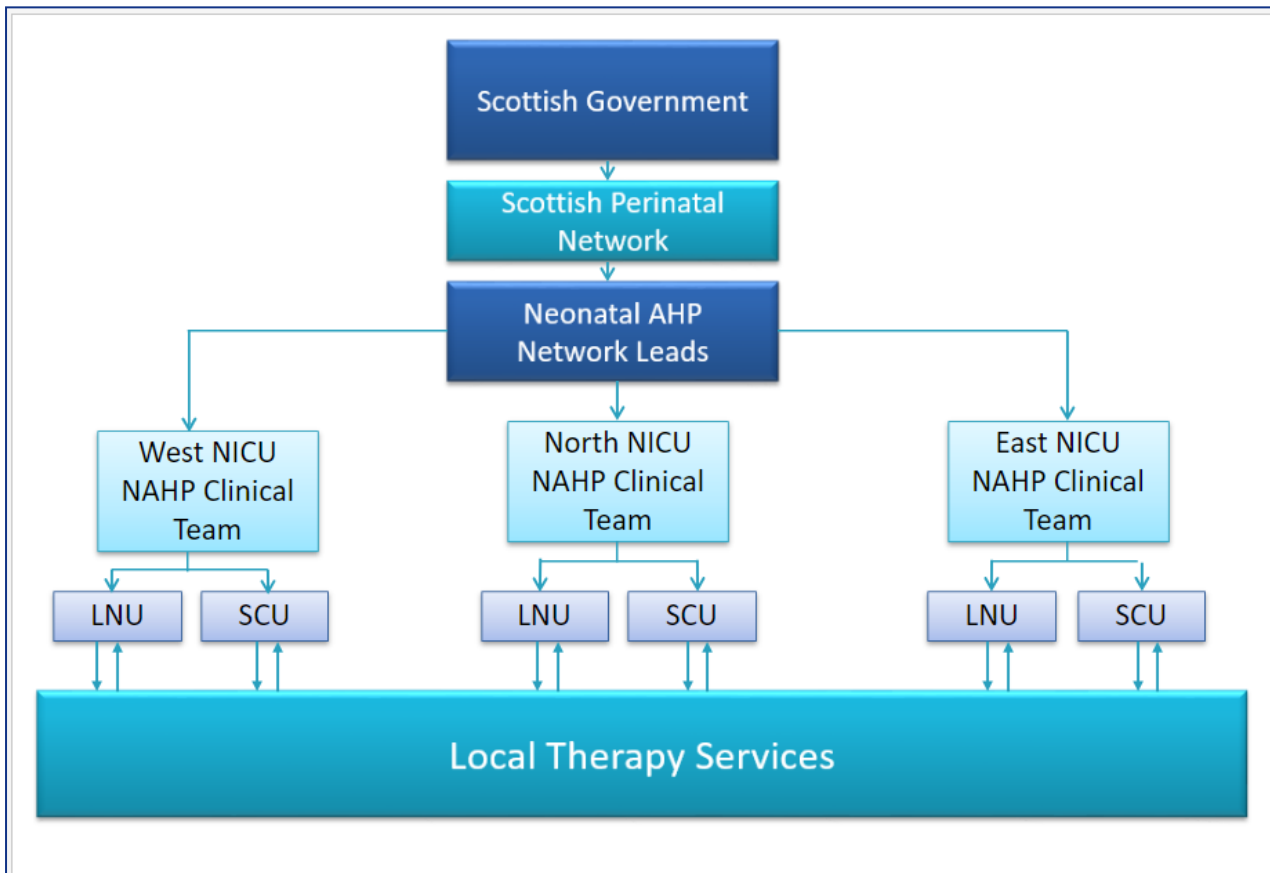 Scottish Government
Scottish Perinatal
Network
Neonatal AHP
Network Leads
West NICU
NAHP Clinical
Team
North NICU
NAHP Clinical
Team
East NICU
NAHP Clinical
Team
LNU
SCU
LNU
SCU
LNU
SCU
Local Therapy Services